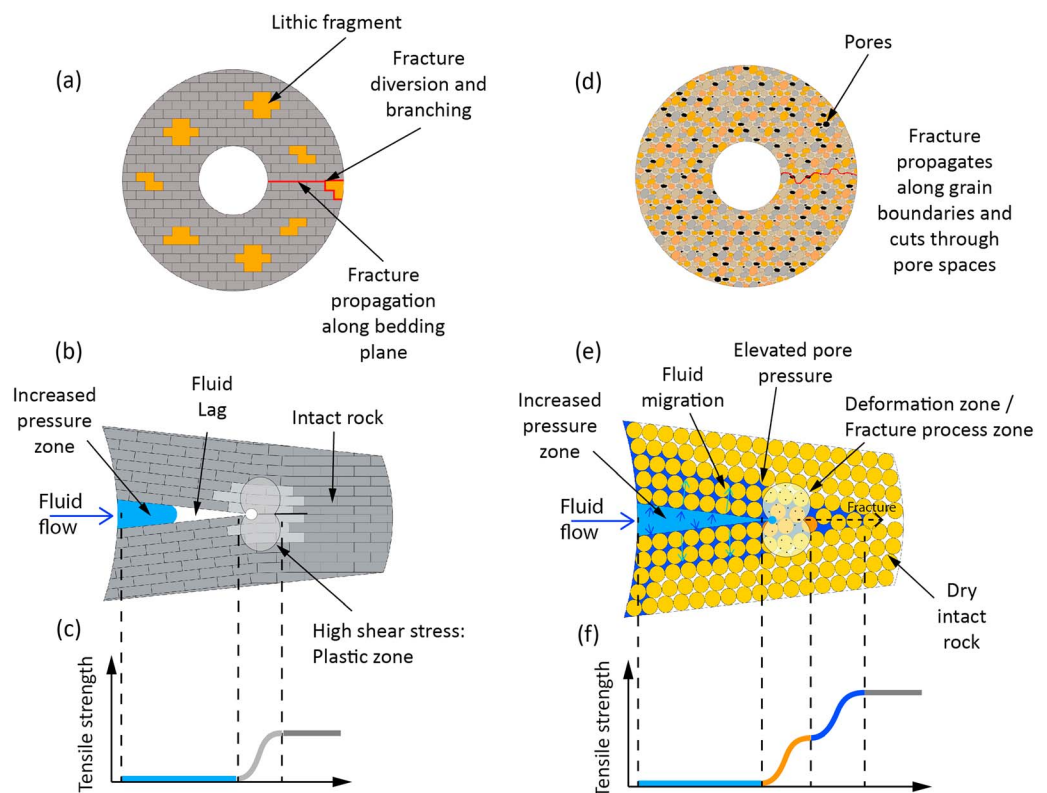 (a)
Lithic fragment
Fracture
diversion and
branching
Fracture
propagation
along bedding
plane
(d)
Pores
Fracture
propagates
along grain
boundaries and
cuts through
pore spaces
(b)
Increased
pressure
zone
Fluid
Lag
Intact rock
Fluid
flow
High shear stress:
Plastic zone
(e)
Increased
pressure
zone
Fluid
migration
Elevated pore
pressure
Deformation zone /
Fracture process zone
Fluid
flow
Fracture
Dry
intact
rock
(c)
Tensile strength
(f)
Tensile strength